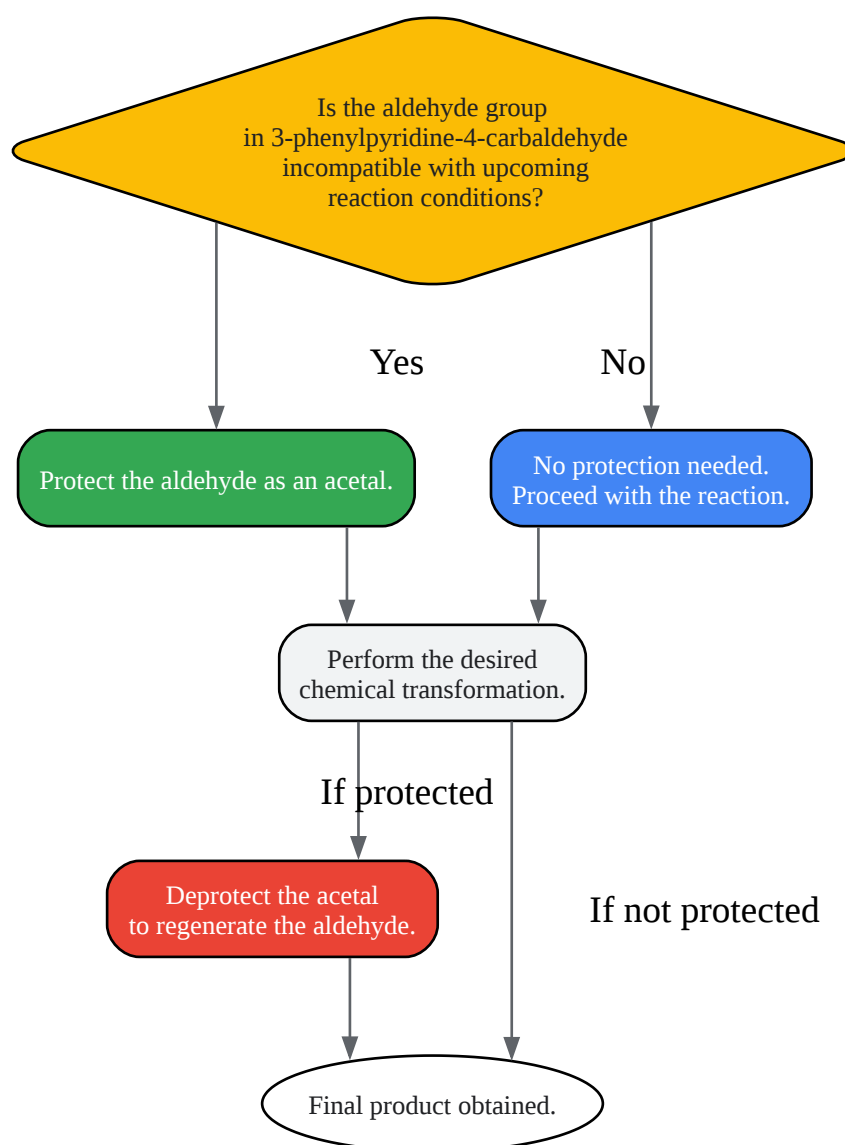 Is the aldehyde group
in 3-phenylpyridine-4-carbaldehyde
incompatible with upcoming
reaction conditions?
Yes
No
Protect the aldehyde as an acetal.
No protection needed.
Proceed with the reaction.
Perform the desired
chemical transformation.
If protected
Deprotect the acetal
to regenerate the aldehyde.
If not protected
Final product obtained.